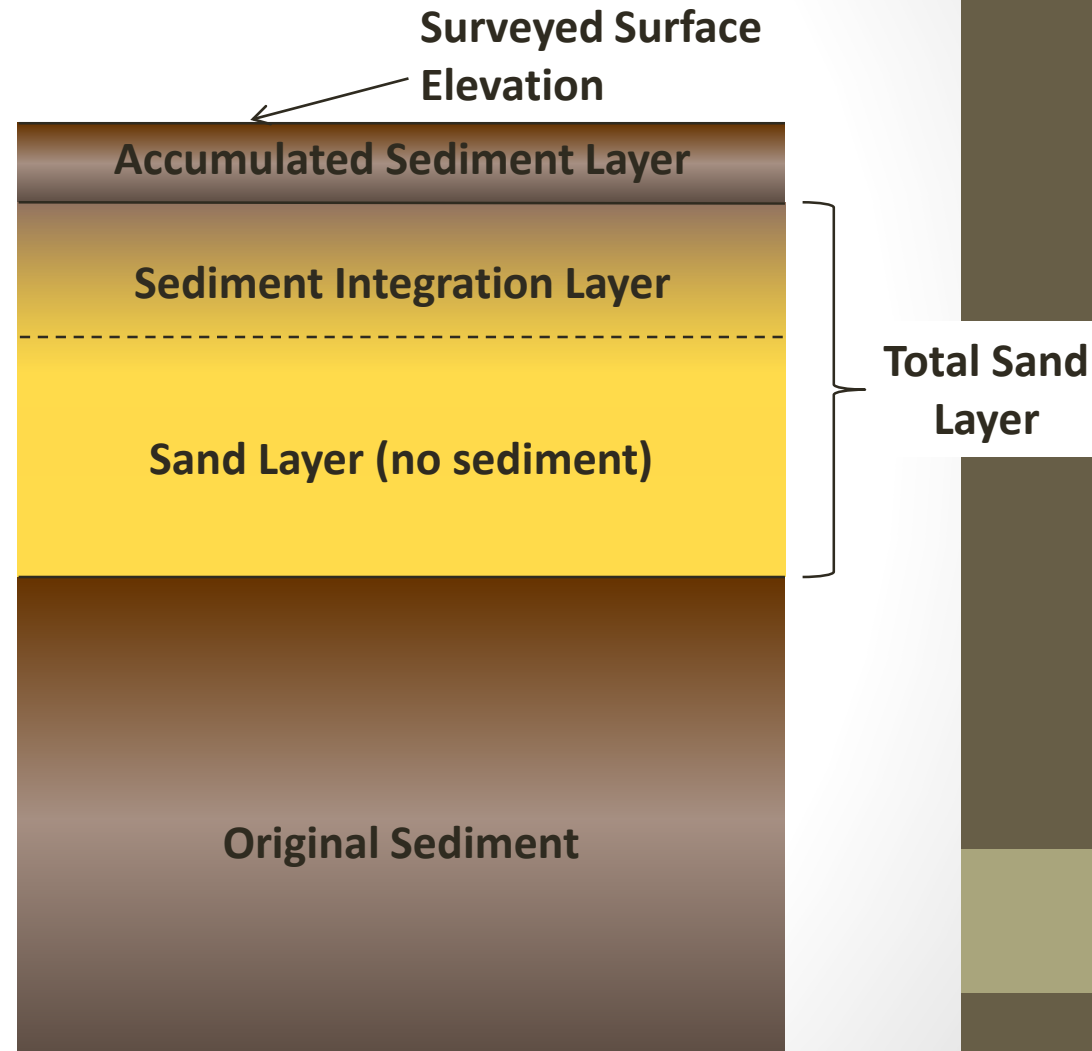 Surveyed Surface
Elevation
Accumulated Sediment Layer
Sediment Integration Layer
Total Sand
Layer
Sand Layer (no sediment)
Original Sediment